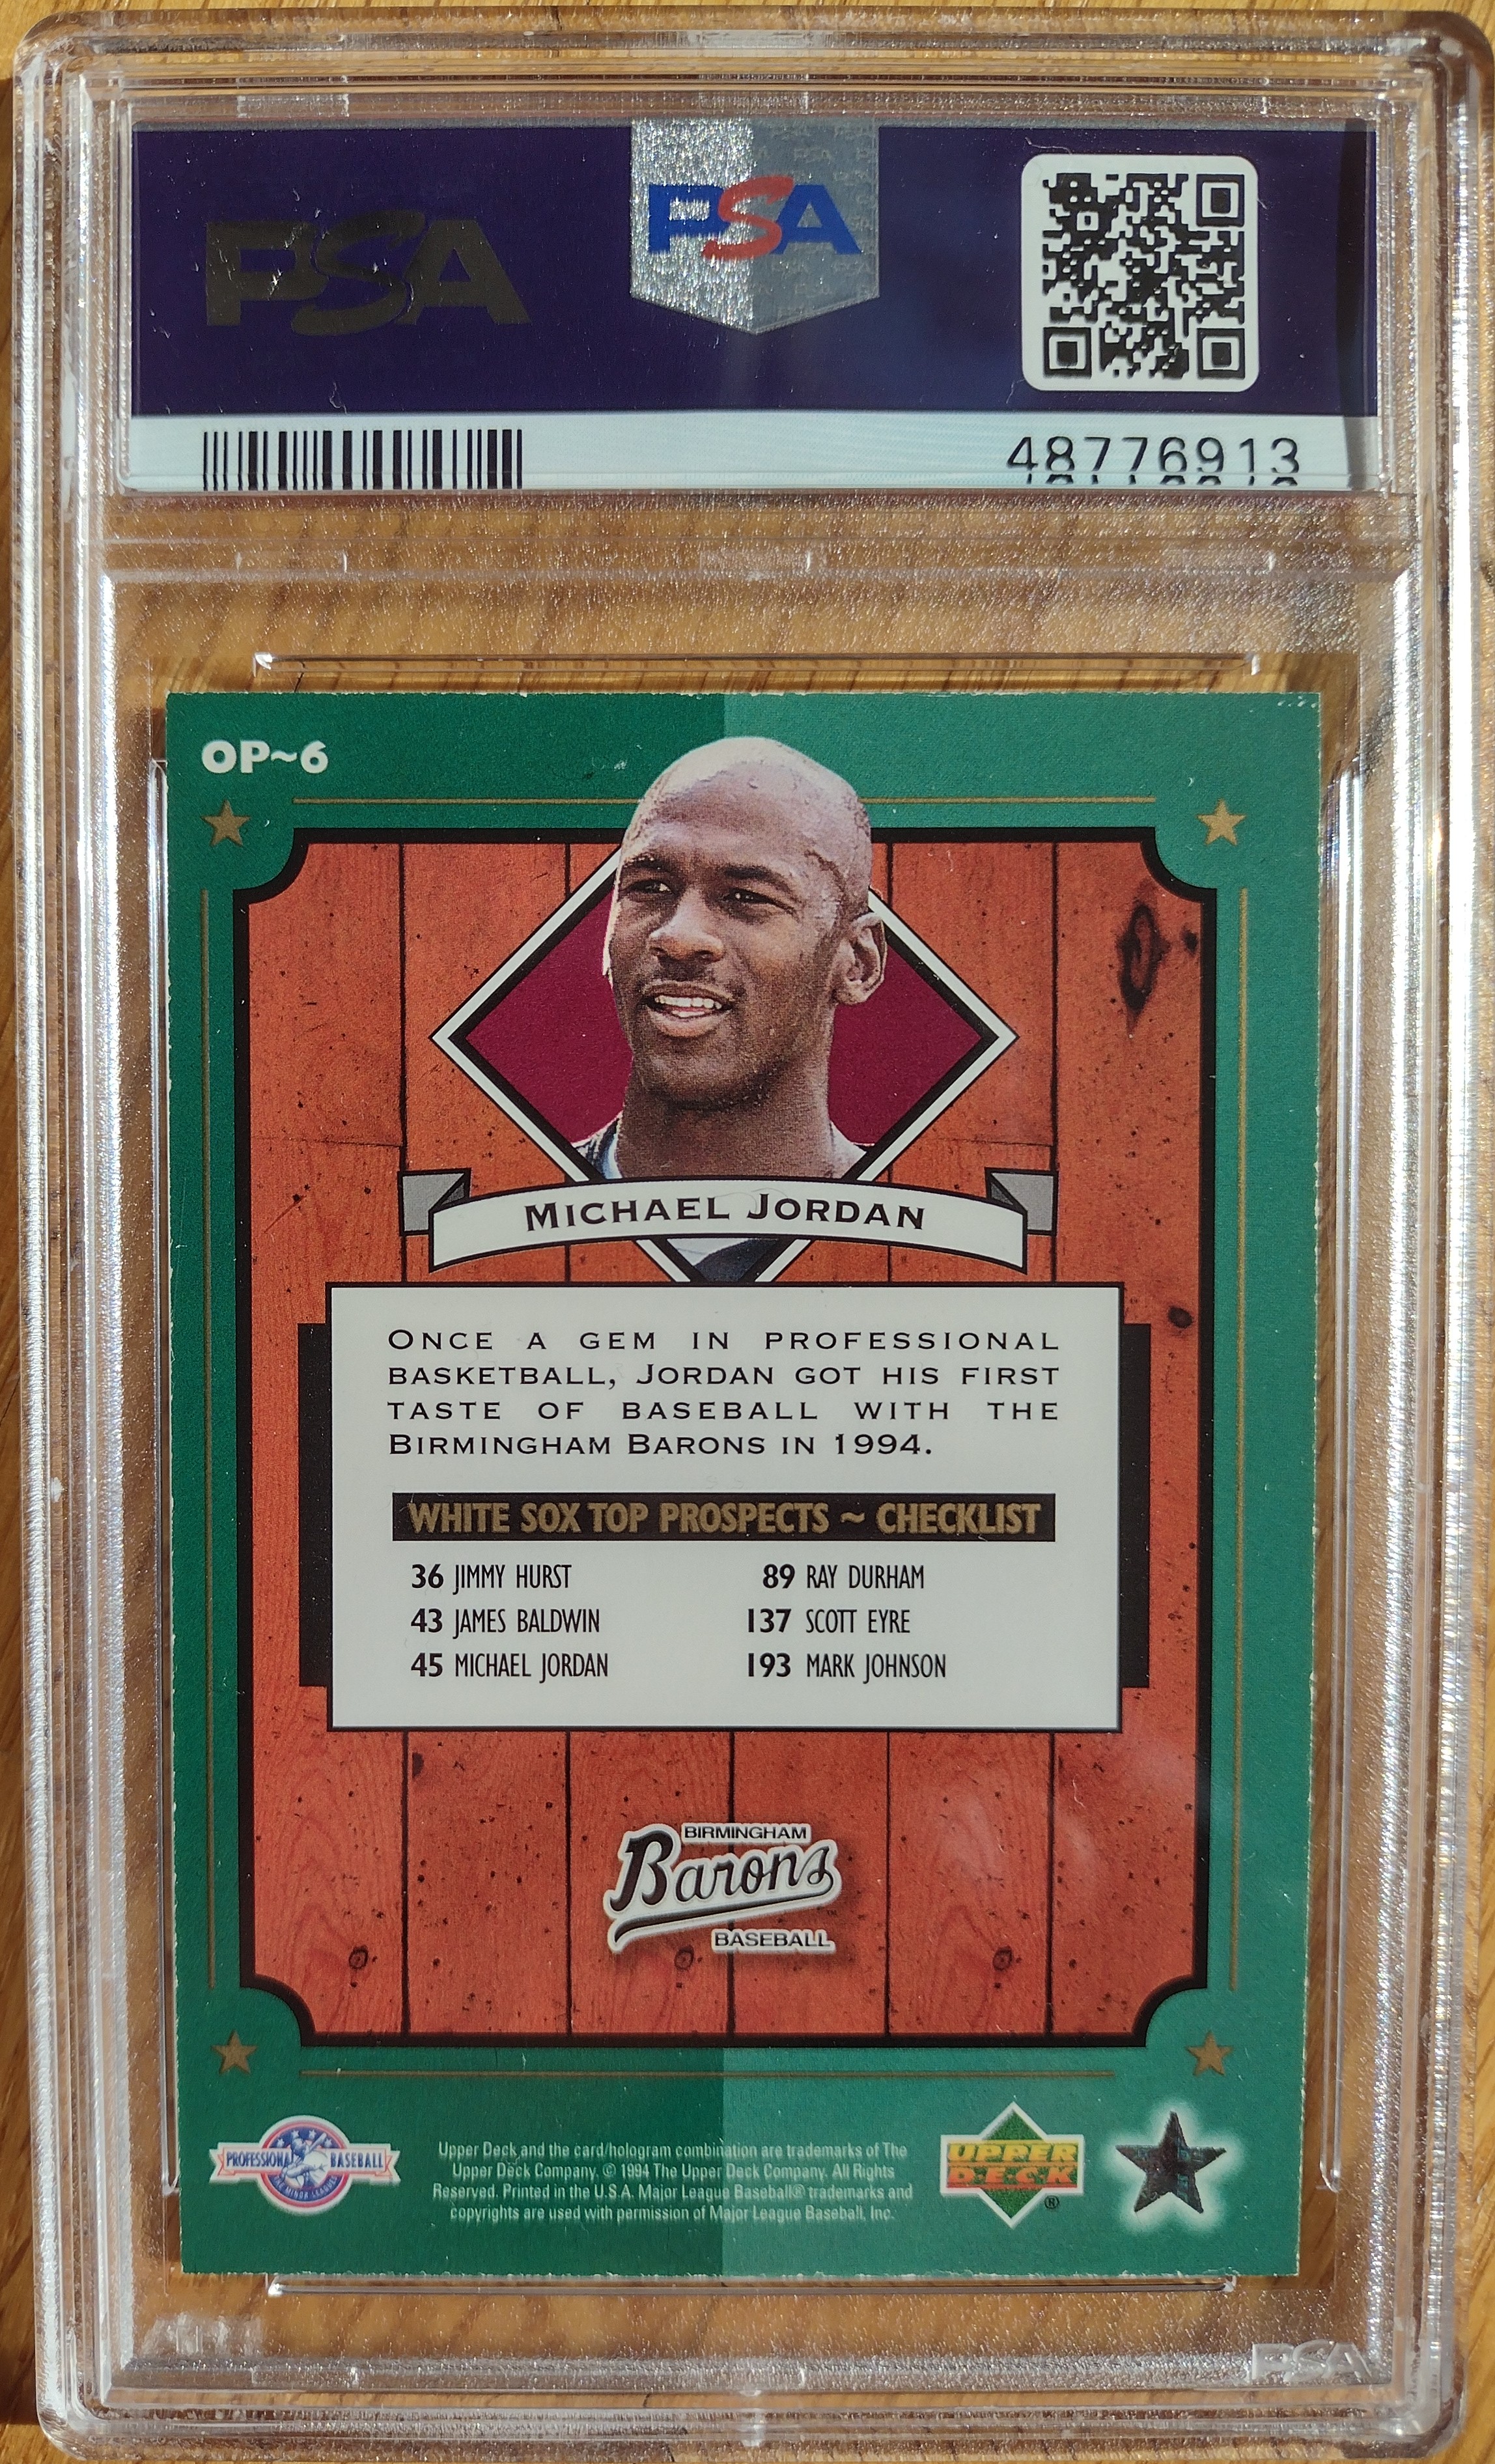 PSA
PSA
48776913
OP~6
MICHAEL JORDAN
ONCE A GEM IN PROFESSIONAL
BASKETBALL, JORDAN GOT HIS FIRST
TASTE OF BASEBALL WITH THE
BIRMINGHAM BARONS IN 1994.
WHITE SOX TOP PROSPECTS ~ CHECKLIST
36 JIMMY HURST
43 JAMES BALDWIN
45 MICHAEL JORDAN
89 RAY DURHAM
137 SCOTT EYRE
193 MARK JOHNSON
BIRMINGHAM
Barons
BASEBALL
PROFESSIONAL BASEBALL
Upper Deck and the card/hologram combination are trademarks of The
Upper Deck Company. © 1994 The Upper Deck Company. All Rights
Reserved. Printed in the U.S.A. Major League Baseball® trademarks and
copyrights are used with permission of Major League Baseball, Inc.
UPPER
DECK
®
PSA